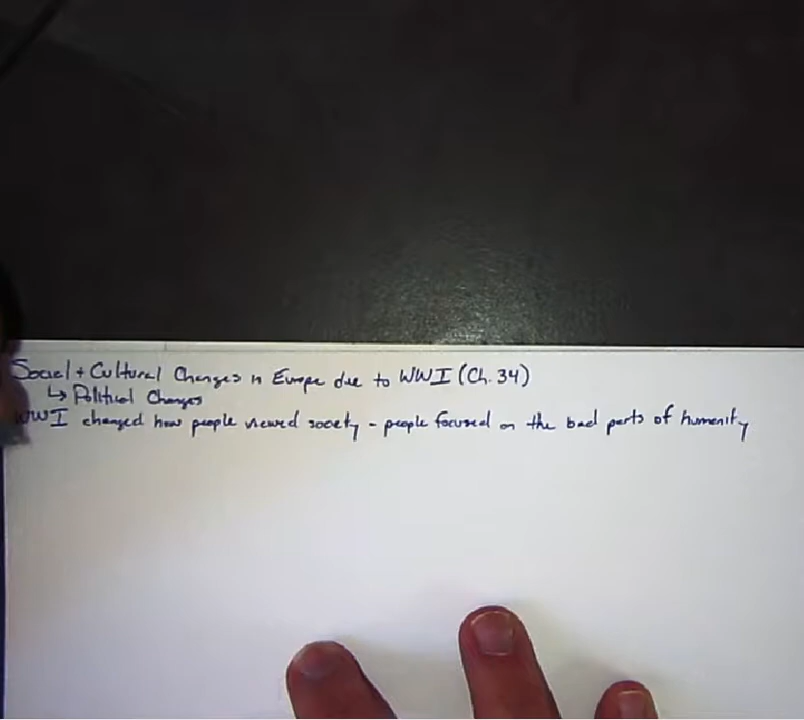 Social + Cultural Changes in Europe due to WWI (Ch. 34)
↳ Political Changes
WWI changed how people viewed society - people focused on the bad parts of humanity